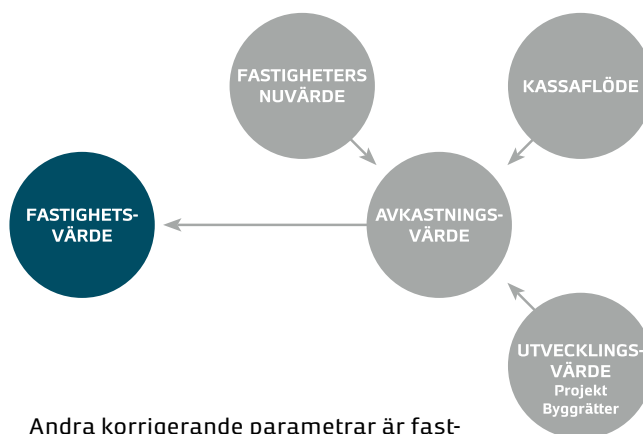 FASTIGHETERS
NUVÄRDE
KASSAFLÖDE
FASTIGHETS-
VÄRDE
AVKASTNINGS-
VÄRDE
UTVECKLINGS-
VÄRDE
Projekt
Byggrätter
Andra korrigerande parametrar är fast-